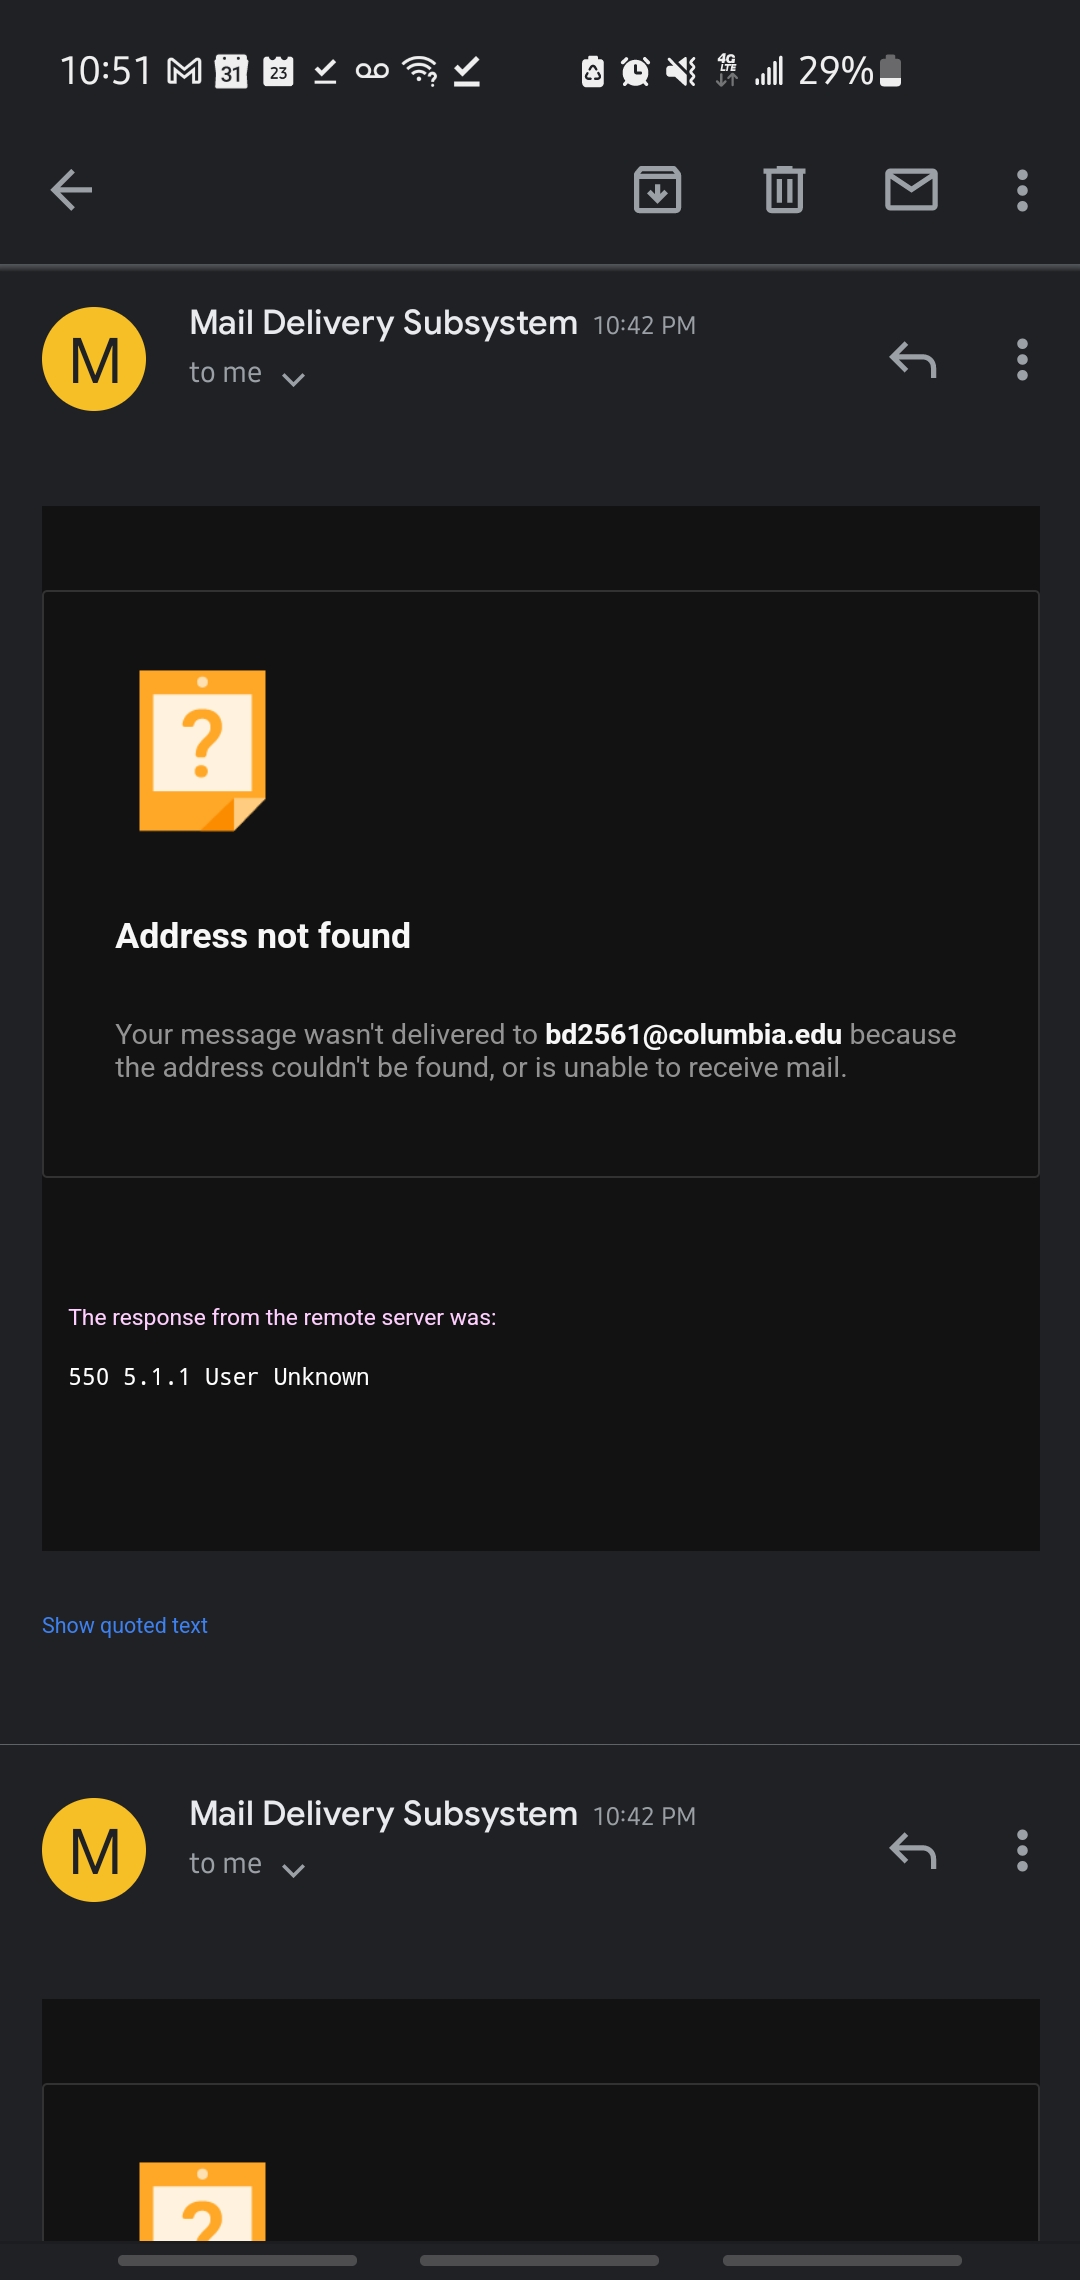 10:51 31 23 4G LTE 29%
M Mail Delivery Subsystem 10:42 PM
to me
?
Address not found
Your message wasn't delivered to bd2561@columbia.edu because
the address couldn't be found, or is unable to receive mail.
The response from the remote server was:
550 5.1.1 User Unknown
Show quoted text
M Mail Delivery Subsystem 10:42 PM
to me
?